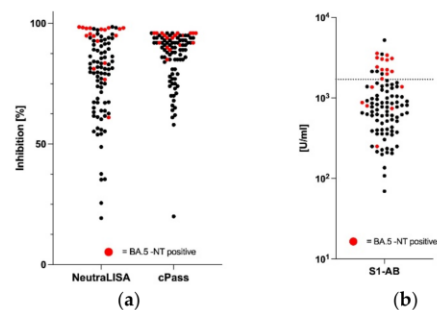 100
50
0
Inhibition [%]
= BA.5 -NT positive
NeutraLISA
cPass
(a)
10⁴
10³
10²
10¹
[U/ml]
= BA.5 -NT positive
S1-AB
(b)